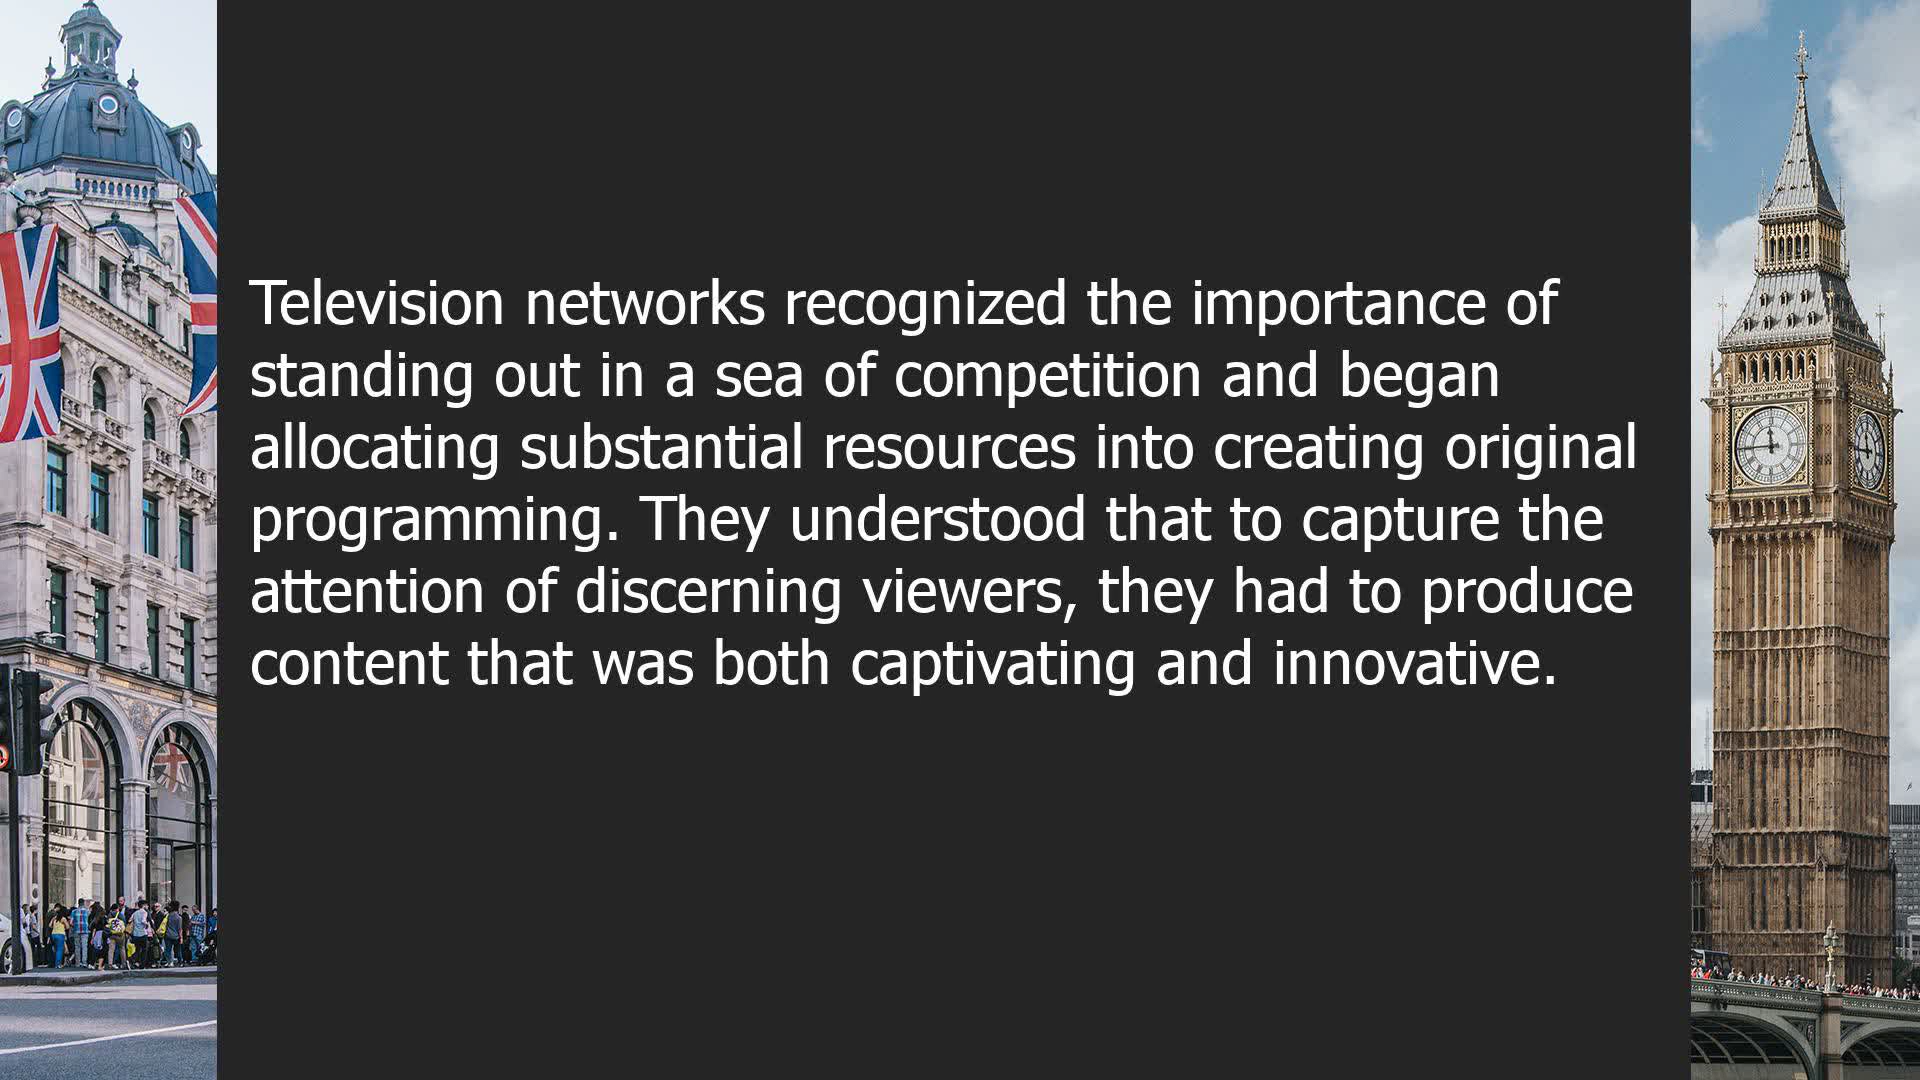 Television networks recognized the importance of
standing out in a sea of competition and began
allocating substantial resources into creating original
programming. They understood that to capture the
attention of discerning viewers, they had to produce
content that was both captivating and innovative.